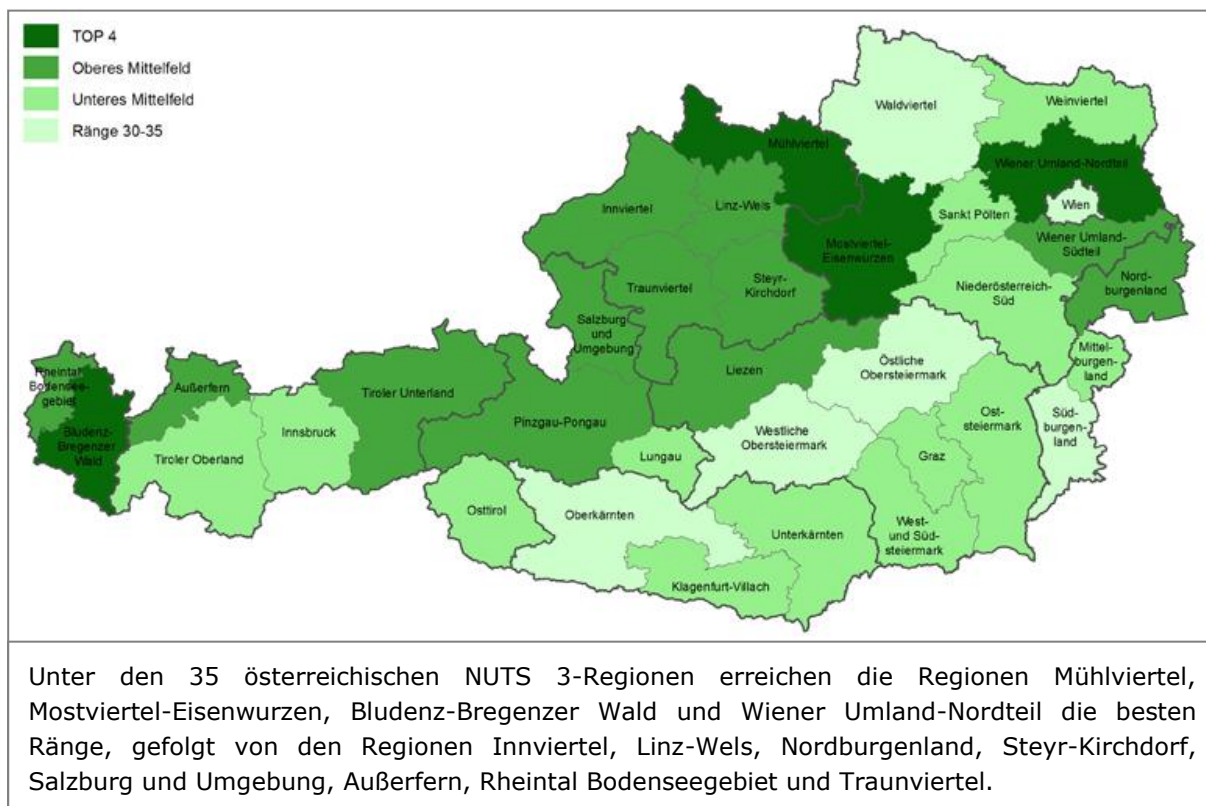 TOP 4
Oberes Mittelfeld
Unteres Mittelfeld
Ränge 30-35
Waldviertel
Weinviertel
Mühlviertel
Wiener Umland-Nordteil
Innviertel
Linz-Wels
Sankt Pölten
Wien
Mostviertel-
Eisenwurzen
Wiener Umland-
Südteil
Traunviertel
Steyr-
Kirchdorf
Niederösterreich-
Süd
Nord-
burgenland
Salzburg
und
Umgebung
Rheintal
Bodensee-
gebiet
Außerfern
Tiroler Unterland
Liezen
Östliche
Obersteiermark
Mittel-
burgen-
land
Bludenz-
Bregenzer
Wald
Tiroler Oberland
Innsbruck
Pinzgau-Pongau
Lungau
Westliche
Obersteiermark
Graz
Ost-
steiermark
Süd-
burgen-
land
Osttirol
Oberkärnten
Unterkärnten
West-
und Süd-
steiermark
Klagenfurt-Villach
Unter den 35 österreichischen NUTS 3-Regionen erreichen die Regionen Mühlviertel,
Mostviertel-Eisenwurzen, Bludenz-Bregenzer Wald und Wiener Umland-Nordteil die besten
Ränge, gefolgt von den Regionen Innviertel, Linz-Wels, Nordburgenland, Steyr-Kirchdorf,
Salzburg und Umgebung, Außerfern, Rheintal Bodenseegebiet und Traunviertel.